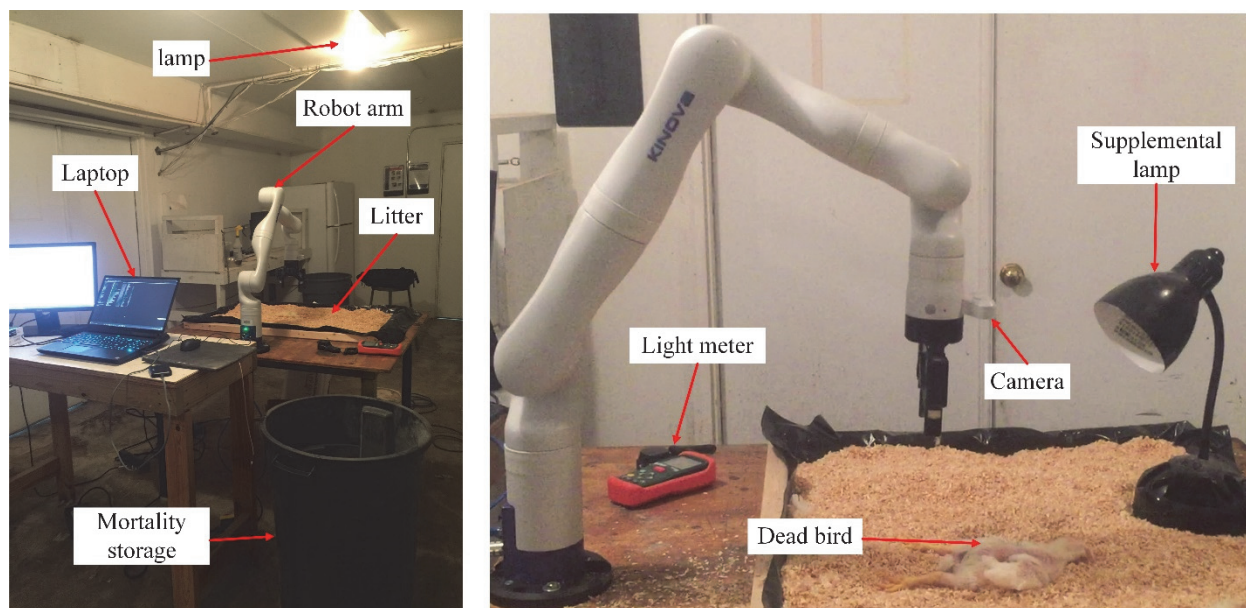 lamp
Robot arm
Laptop
Litter
Mortality
storage
KINOVA
Supplemental
lamp
Light meter
Camera
Dead bird